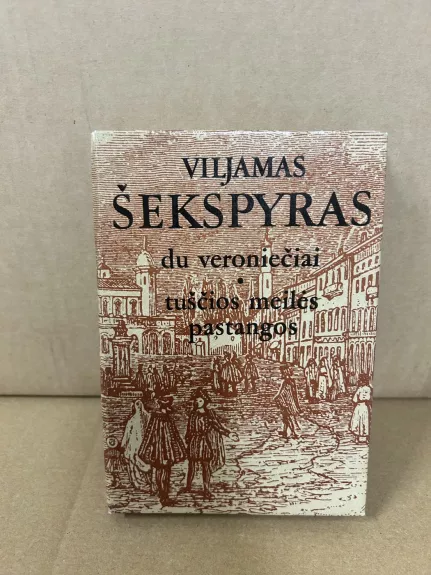 VILJAMAS
ŠEKSPYRAS
du veroniečiai
•
tuščios meilės
pastangos